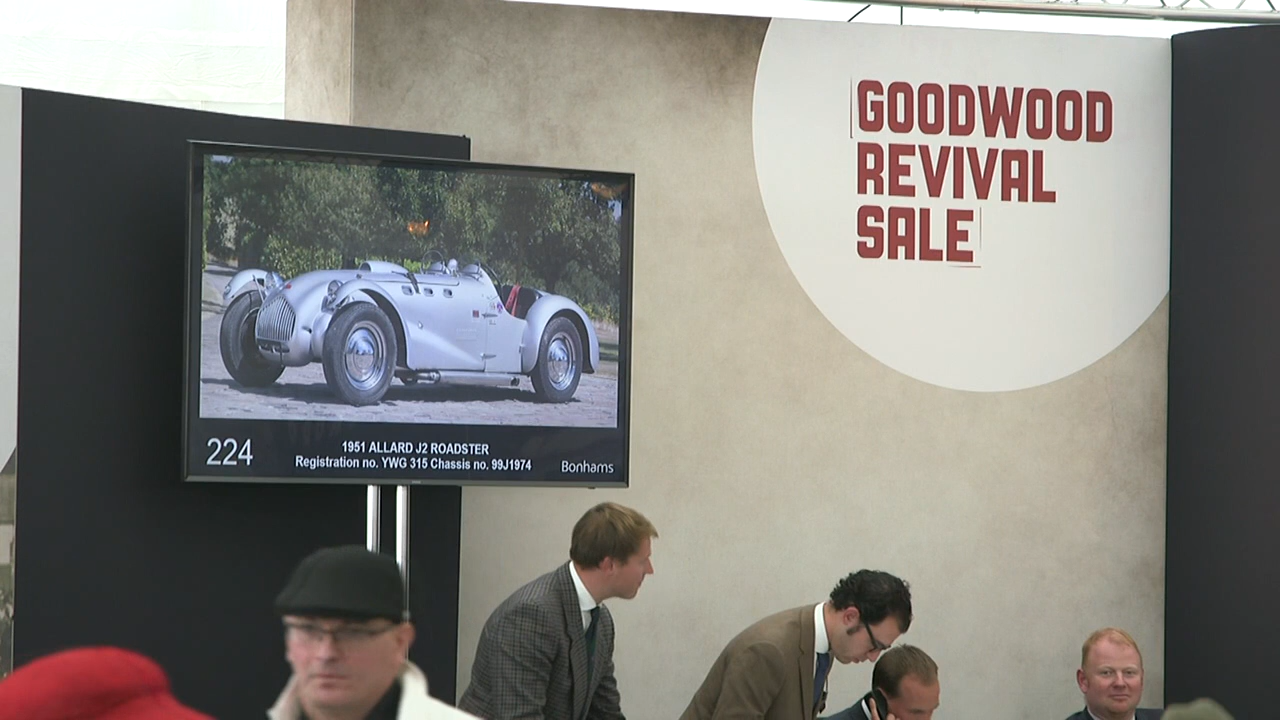 GOODWOOD
REVIVAL
SALE
224
1951 ALLARD J2 ROADSTER
Registration no. YWG 315 Chassis no. 99J1974
Bonhams